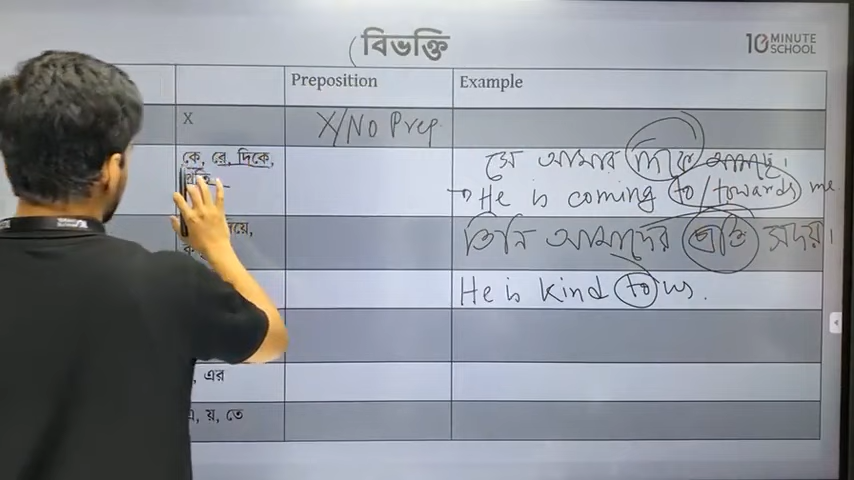 (বিভক্তি
10 MINUTE SCHOOL
Preposition
Example
X
X/No Prep.
কে, রে, দিকে,
প্রতি
সে আমার দিকে আসছে।
→ He is coming to/towards me.
য়ে,
তিনি আমাদের প্রতি সদয়।
He is kind to us.
, এর
এ, য়, তে